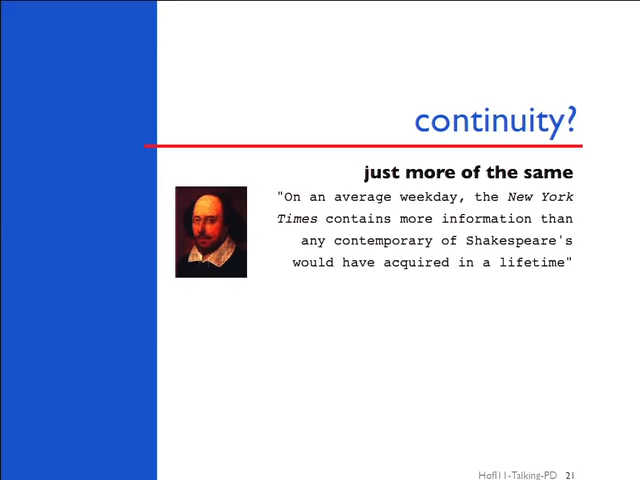 continuity?
just more of the same
"On an average weekday, the New York
Times contains more information than
any contemporary of Shakespeare's
would have acquired in a lifetime"
HofI11-Talking-PD 21